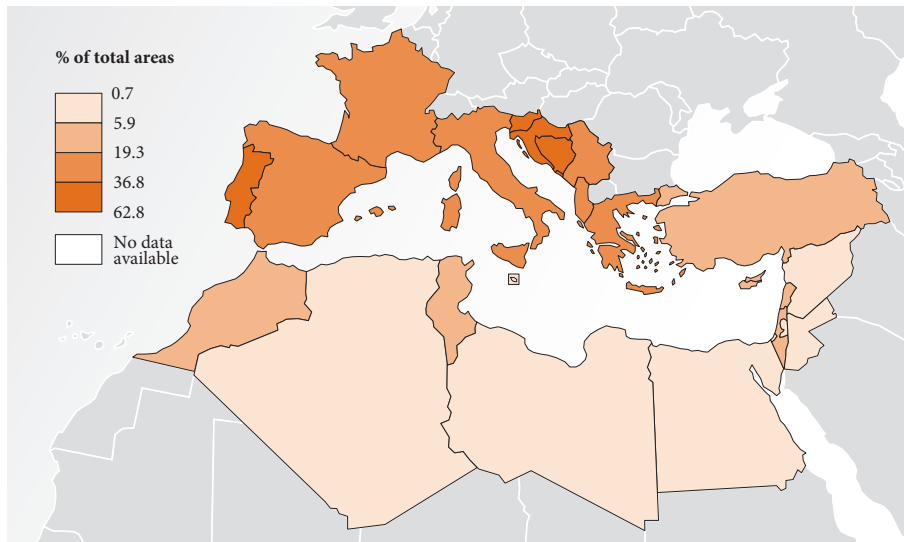 % of total areas
0.7
5.9
19.3
36.8
62.8
No data
available